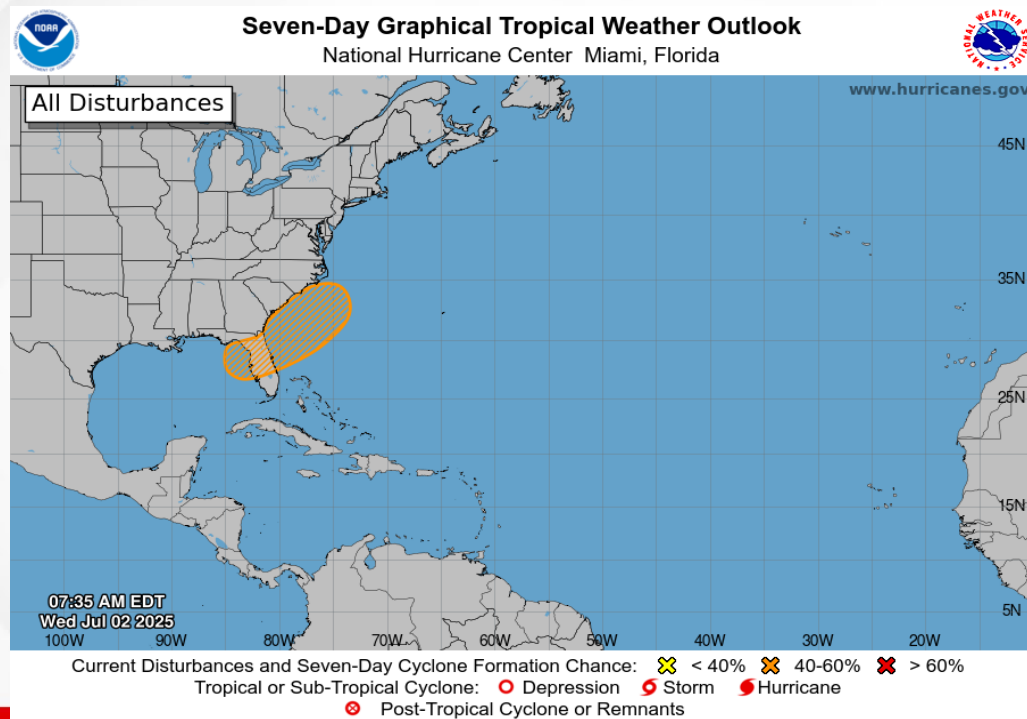 Seven-Day Graphical Tropical Weather Outlook
National Hurricane Center Miami, Florida
NOAA
NATIONAL WEATHER SERVICE
All Disturbances
www.hurricanes.gov
45N
35N
25N
15N
5N
07:35 AM EDT
Wed Jul 02 2025
100W 90W 80W 70W 60W 50W 40W 30W 20W
Current Disturbances and Seven-Day Cyclone Formation Chance: < 40% 40-60% > 60%
Tropical or Sub-Tropical Cyclone: Depression Storm Hurricane
Post-Tropical Cyclone or Remnants